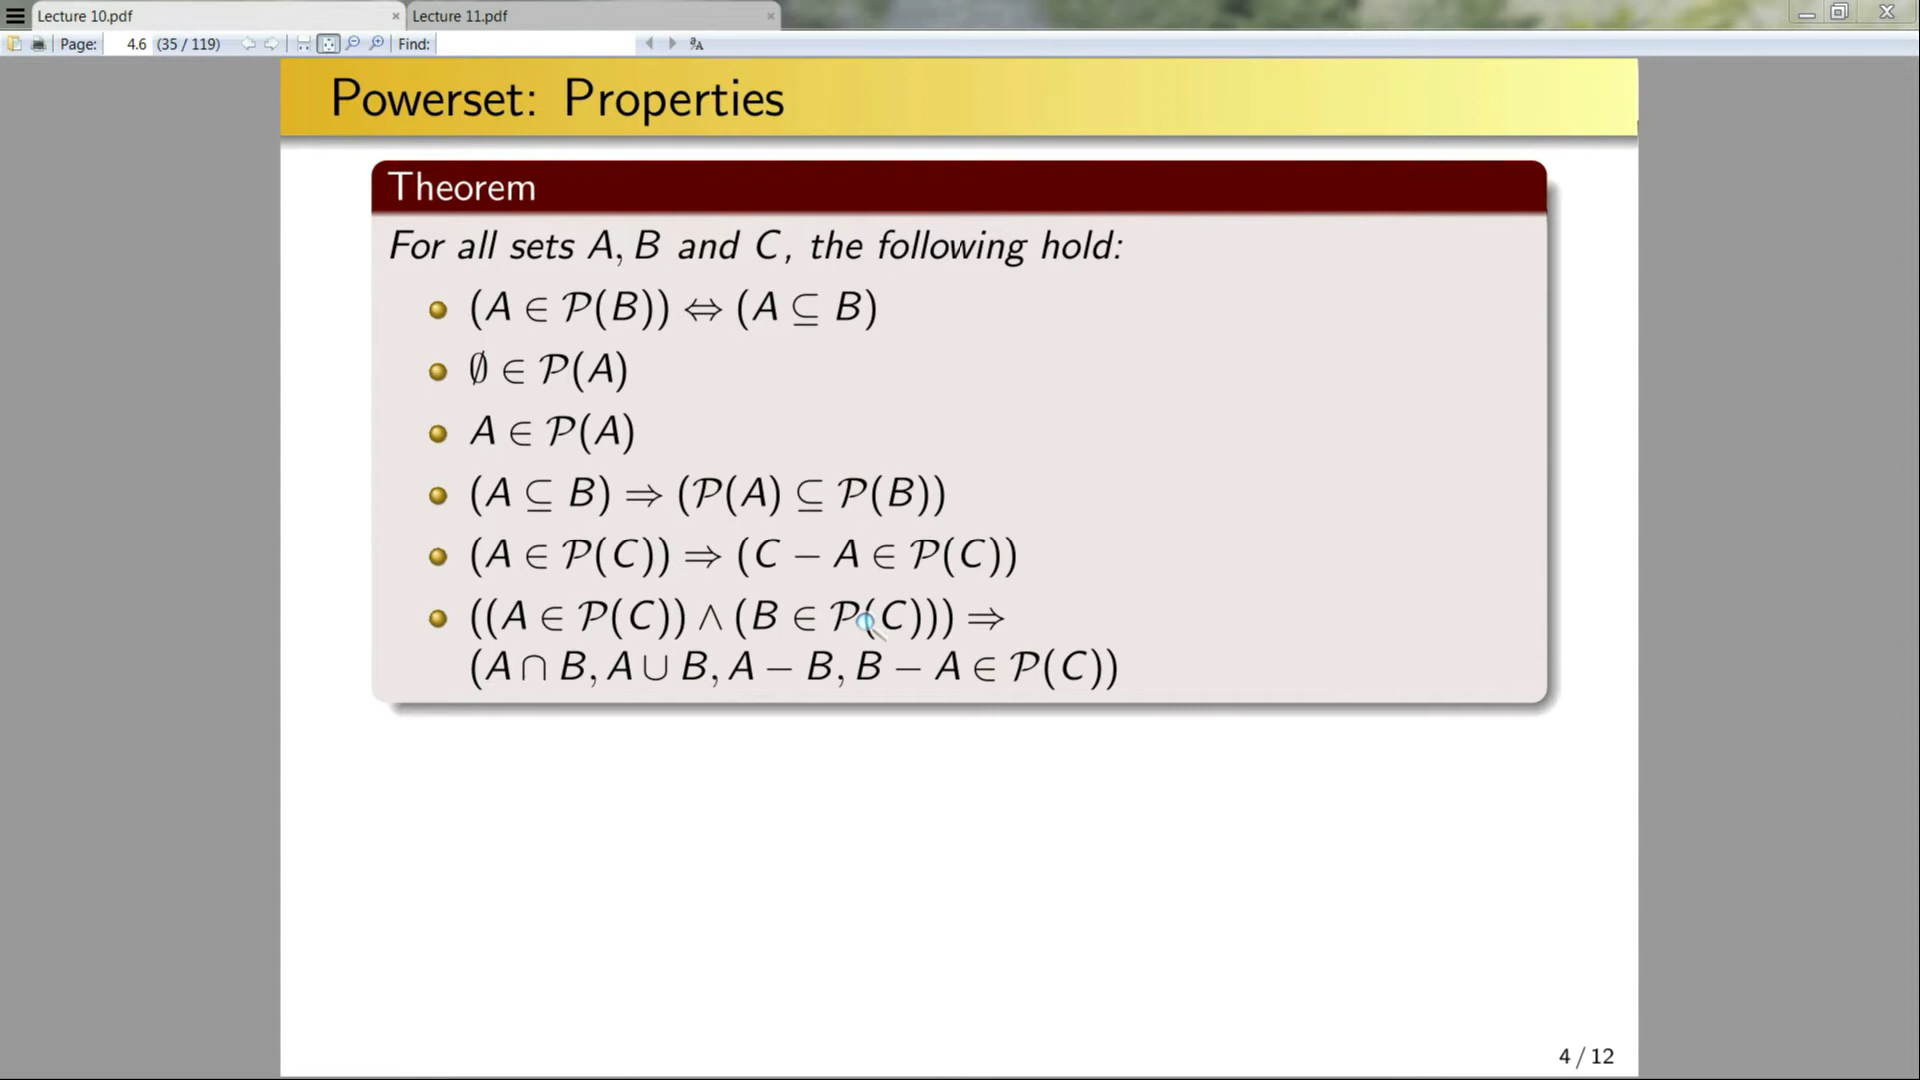 Lecture 10.pdf × Lecture 11.pdf ×
Page: 4.6 (35 / 119) Find:
Powerset: Properties
Theorem
For all sets A, B and C, the following hold:
(A ∈ 𝒫(B)) ⇔ (A ⊆ B)
∅ ∈ 𝒫(A)
A ∈ 𝒫(A)
(A ⊆ B) ⇒ (𝒫(A) ⊆ 𝒫(B))
(A ∈ 𝒫(C)) ⇒ (C − A ∈ 𝒫(C))
((A ∈ 𝒫(C)) ∧ (B ∈ 𝒫(C))) ⇒
(A ∩ B, A ∪ B, A − B, B − A ∈ 𝒫(C))
4 / 12